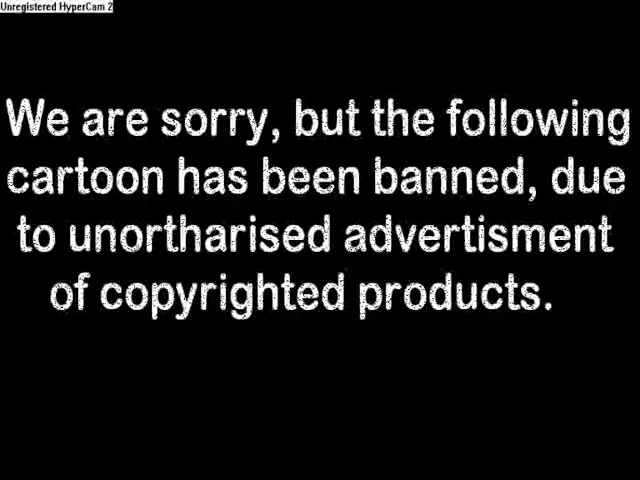 Unregistered HyperCam 2
We are sorry, but the following
cartoon has been banned, due
to unortharised advertisment
of copyrighted products.